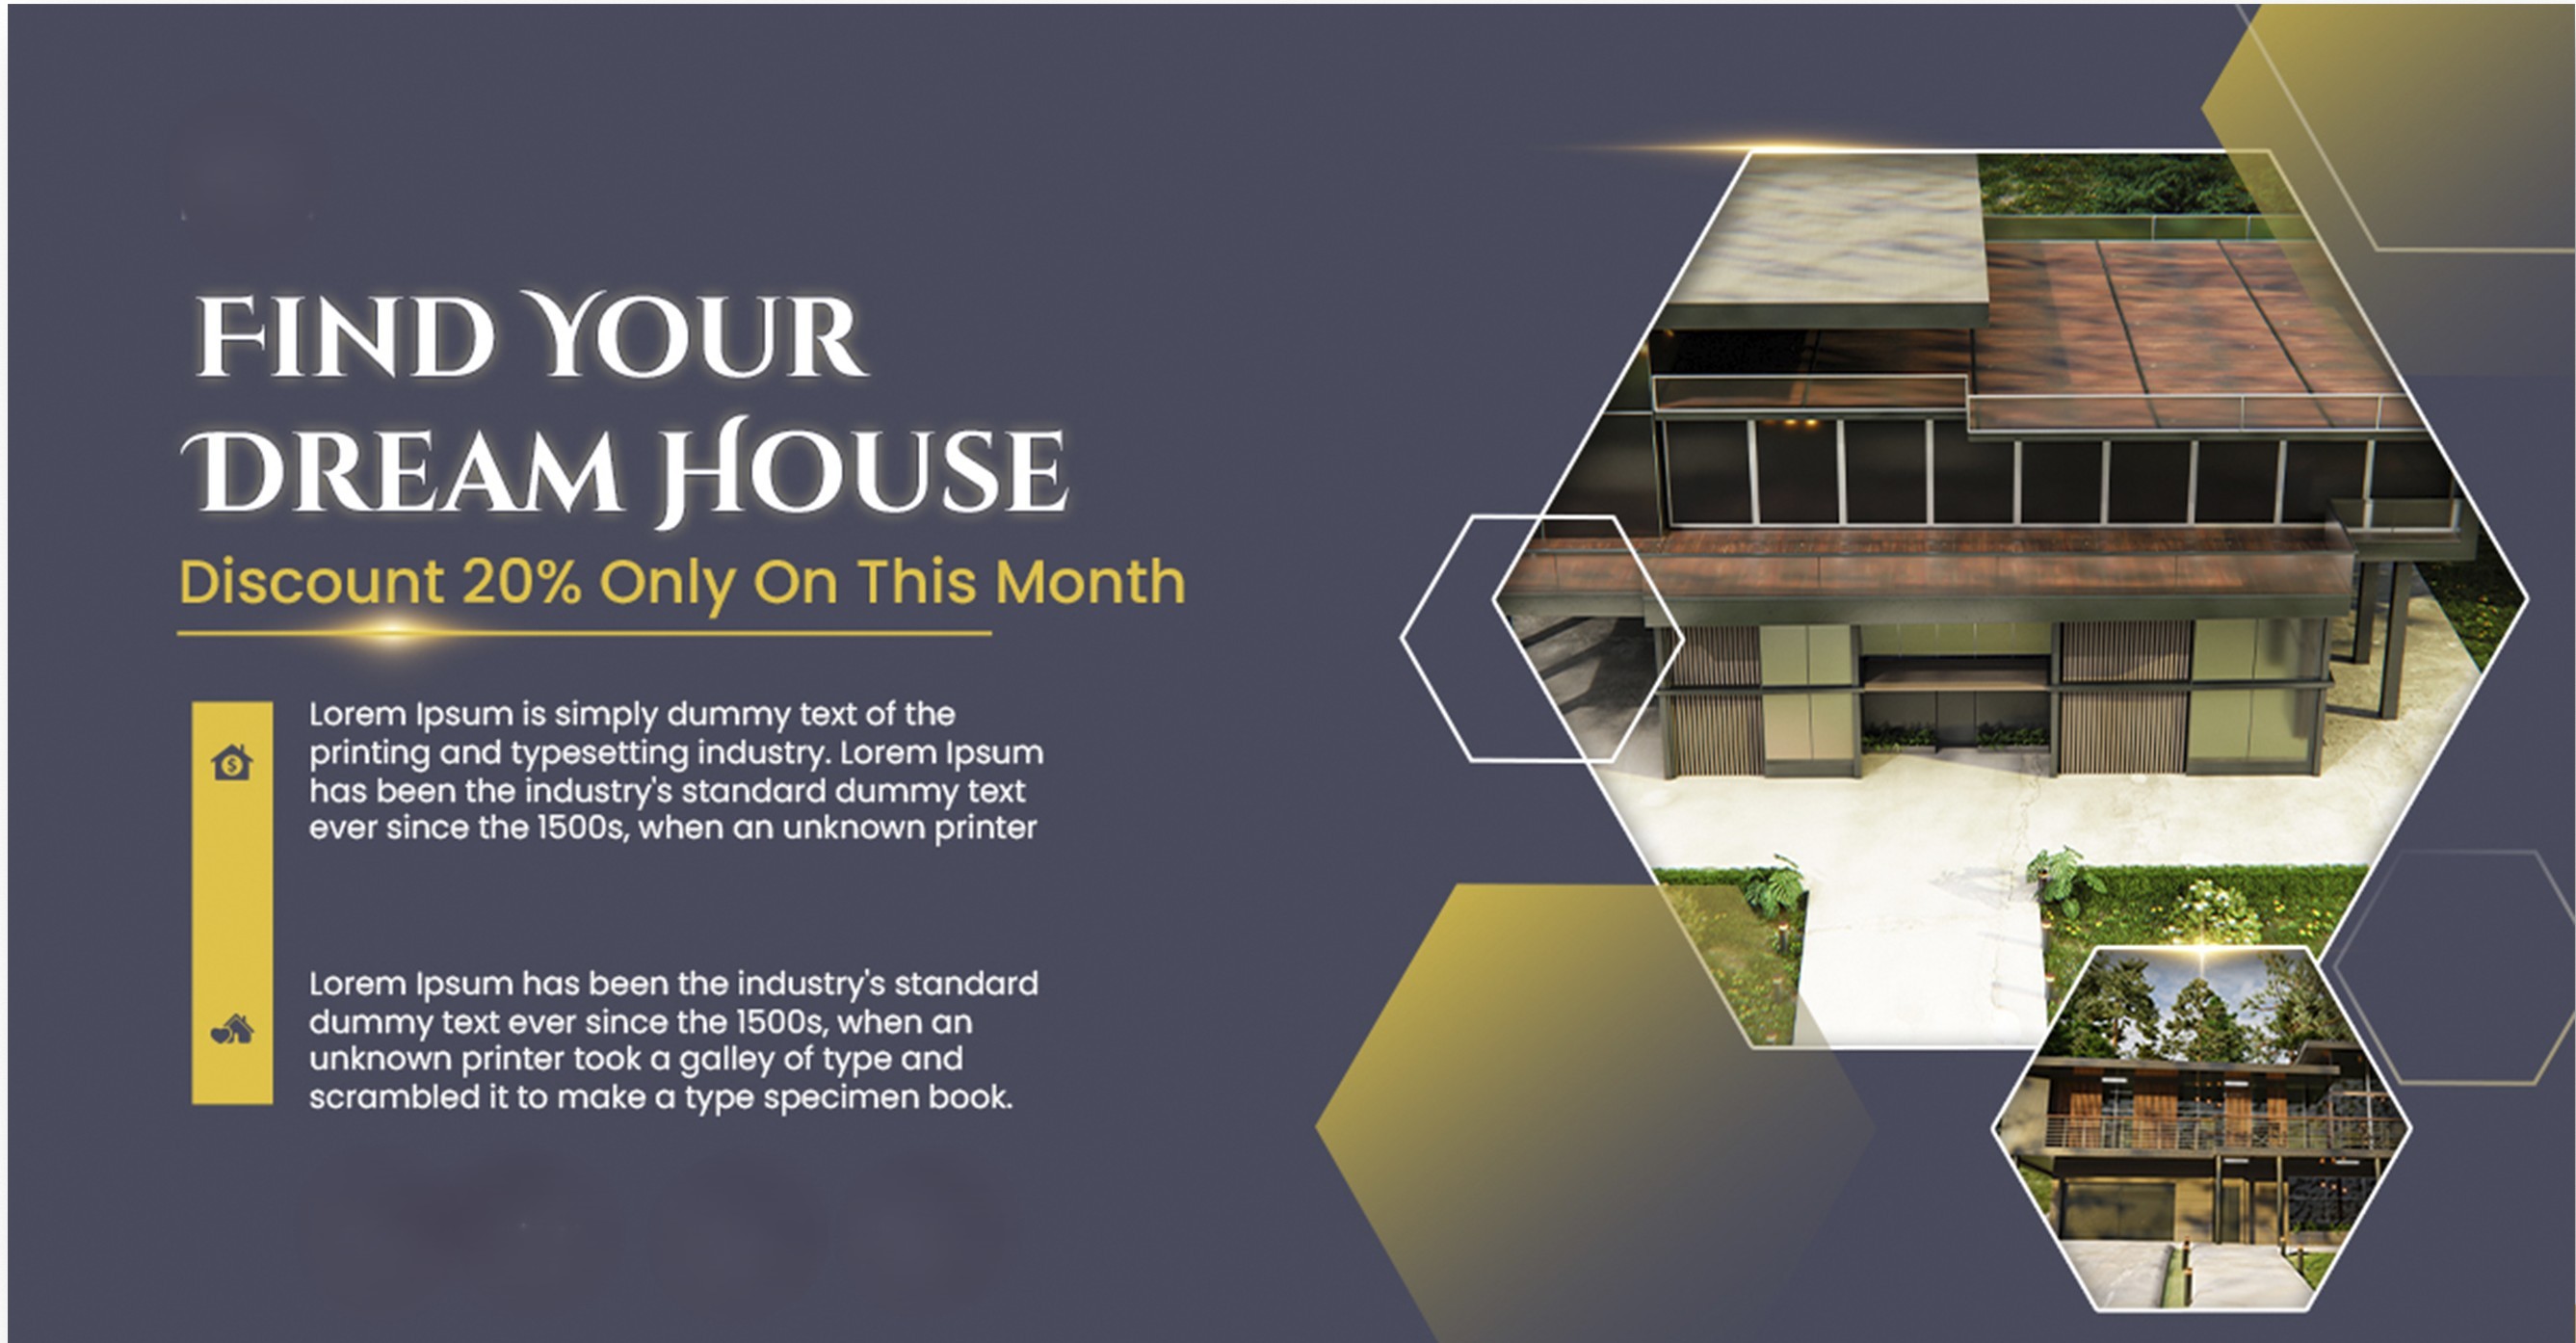 Find Your
Dream House
Discount 20% Only On This Month
Lorem Ipsum is simply dummy text of the
printing and typesetting industry. Lorem Ipsum
has been the industry's standard dummy text
ever since the 1500s, when an unknown printer
Lorem Ipsum has been the industry's standard
dummy text ever since the 1500s, when an
unknown printer took a galley of type and
scrambled it to make a type specimen book.